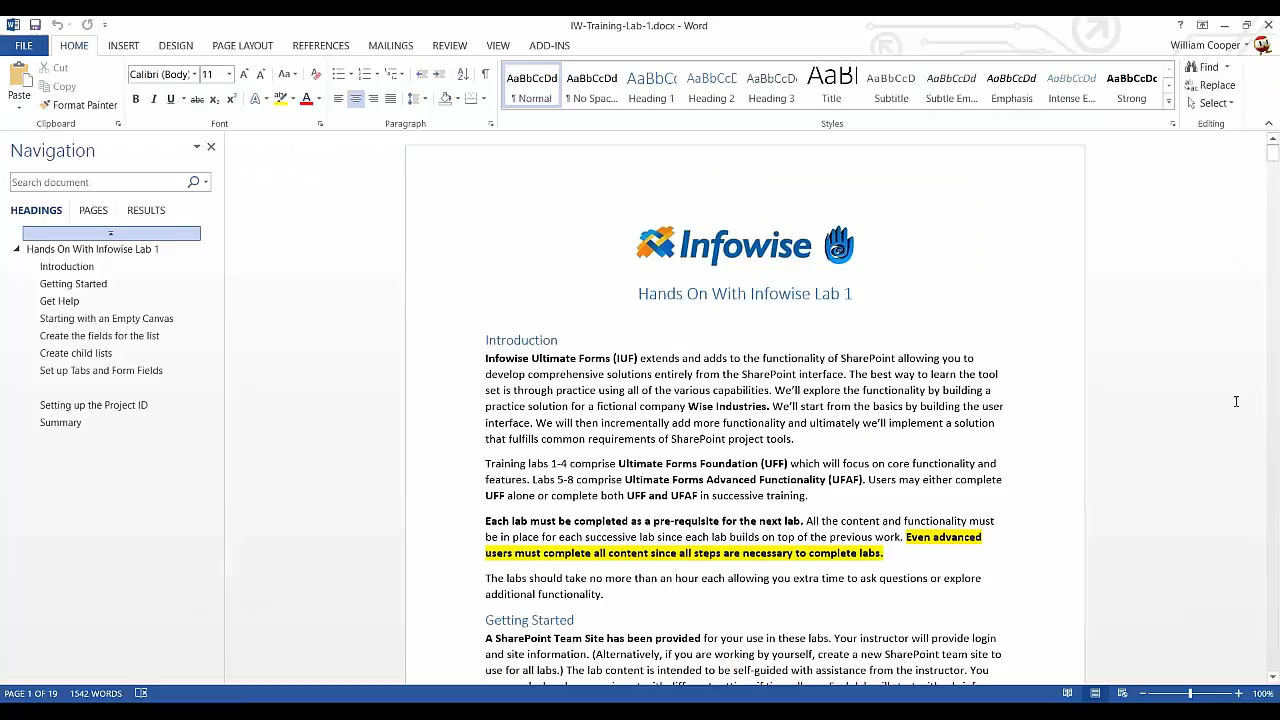 IW-Training-Lab-1.docx - Word
FILE HOME INSERT DESIGN PAGE LAYOUT REFERENCES MAILINGS REVIEW VIEW ADD-INS William Cooper
Paste Cut Copy Format Painter
Calibri (Body) 11
AaBbCcDd AaBbCcDd AaBbCc AaBbCcD AaBbCcDd AaBl AaBbCcD AaBbCcDd AaBbCcDd AaBbCcDd AaBbCcDc
¶ Normal ¶ No Spac... Heading 1 Heading 2 Heading 3 Title Subtitle Subtle Em... Emphasis Intense E... Strong
Find Replace Select
Clipboard Font Paragraph Styles Editing
Navigation
Search document
HEADINGS PAGES RESULTS
Hands On With Infowise Lab 1
Introduction
Getting Started
Get Help
Starting with an Empty Canvas
Create the fields for the list
Create child lists
Set up Tabs and Form Fields
Setting up the Project ID
Summary
Infowise
Hands On With Infowise Lab 1
Introduction
Infowise Ultimate Forms (IUF) extends and adds to the functionality of SharePoint allowing you to
develop comprehensive solutions entirely from the SharePoint interface. The best way to learn the tool
set is through practice using all of the various capabilities. We'll explore the functionality by building a
practice solution for a fictional company Wise Industries. We'll start from the basics by building the user
interface. We will then incrementally add more functionality and ultimately we'll implement a solution
that fulfills common requirements of SharePoint project tools.
Training labs 1-4 comprise Ultimate Forms Foundation (UFF) which will focus on core functionality and
features. Labs 5-8 comprise Ultimate Forms Advanced Functionality (UFAF). Users may either complete
UFF alone or complete both UFF and UFAF in successive training.
Each lab must be completed as a pre-requisite for the next lab. All the content and functionality must
be in place for each successive lab since each lab builds on top of the previous work. Even advanced
users must complete all content since all steps are necessary to complete labs.
The labs should take no more than an hour each allowing you extra time to ask questions or explore
additional functionality.
Getting Started
A SharePoint Team Site has been provided for your use in these labs. Your instructor will provide login
and site information. (Alternatively, if you are working by yourself, create a new SharePoint team site to
use for all labs.) The lab content is intended to be self-guided with assistance from the instructor. You
PAGE 1 OF 19 1542 WORDS 100%